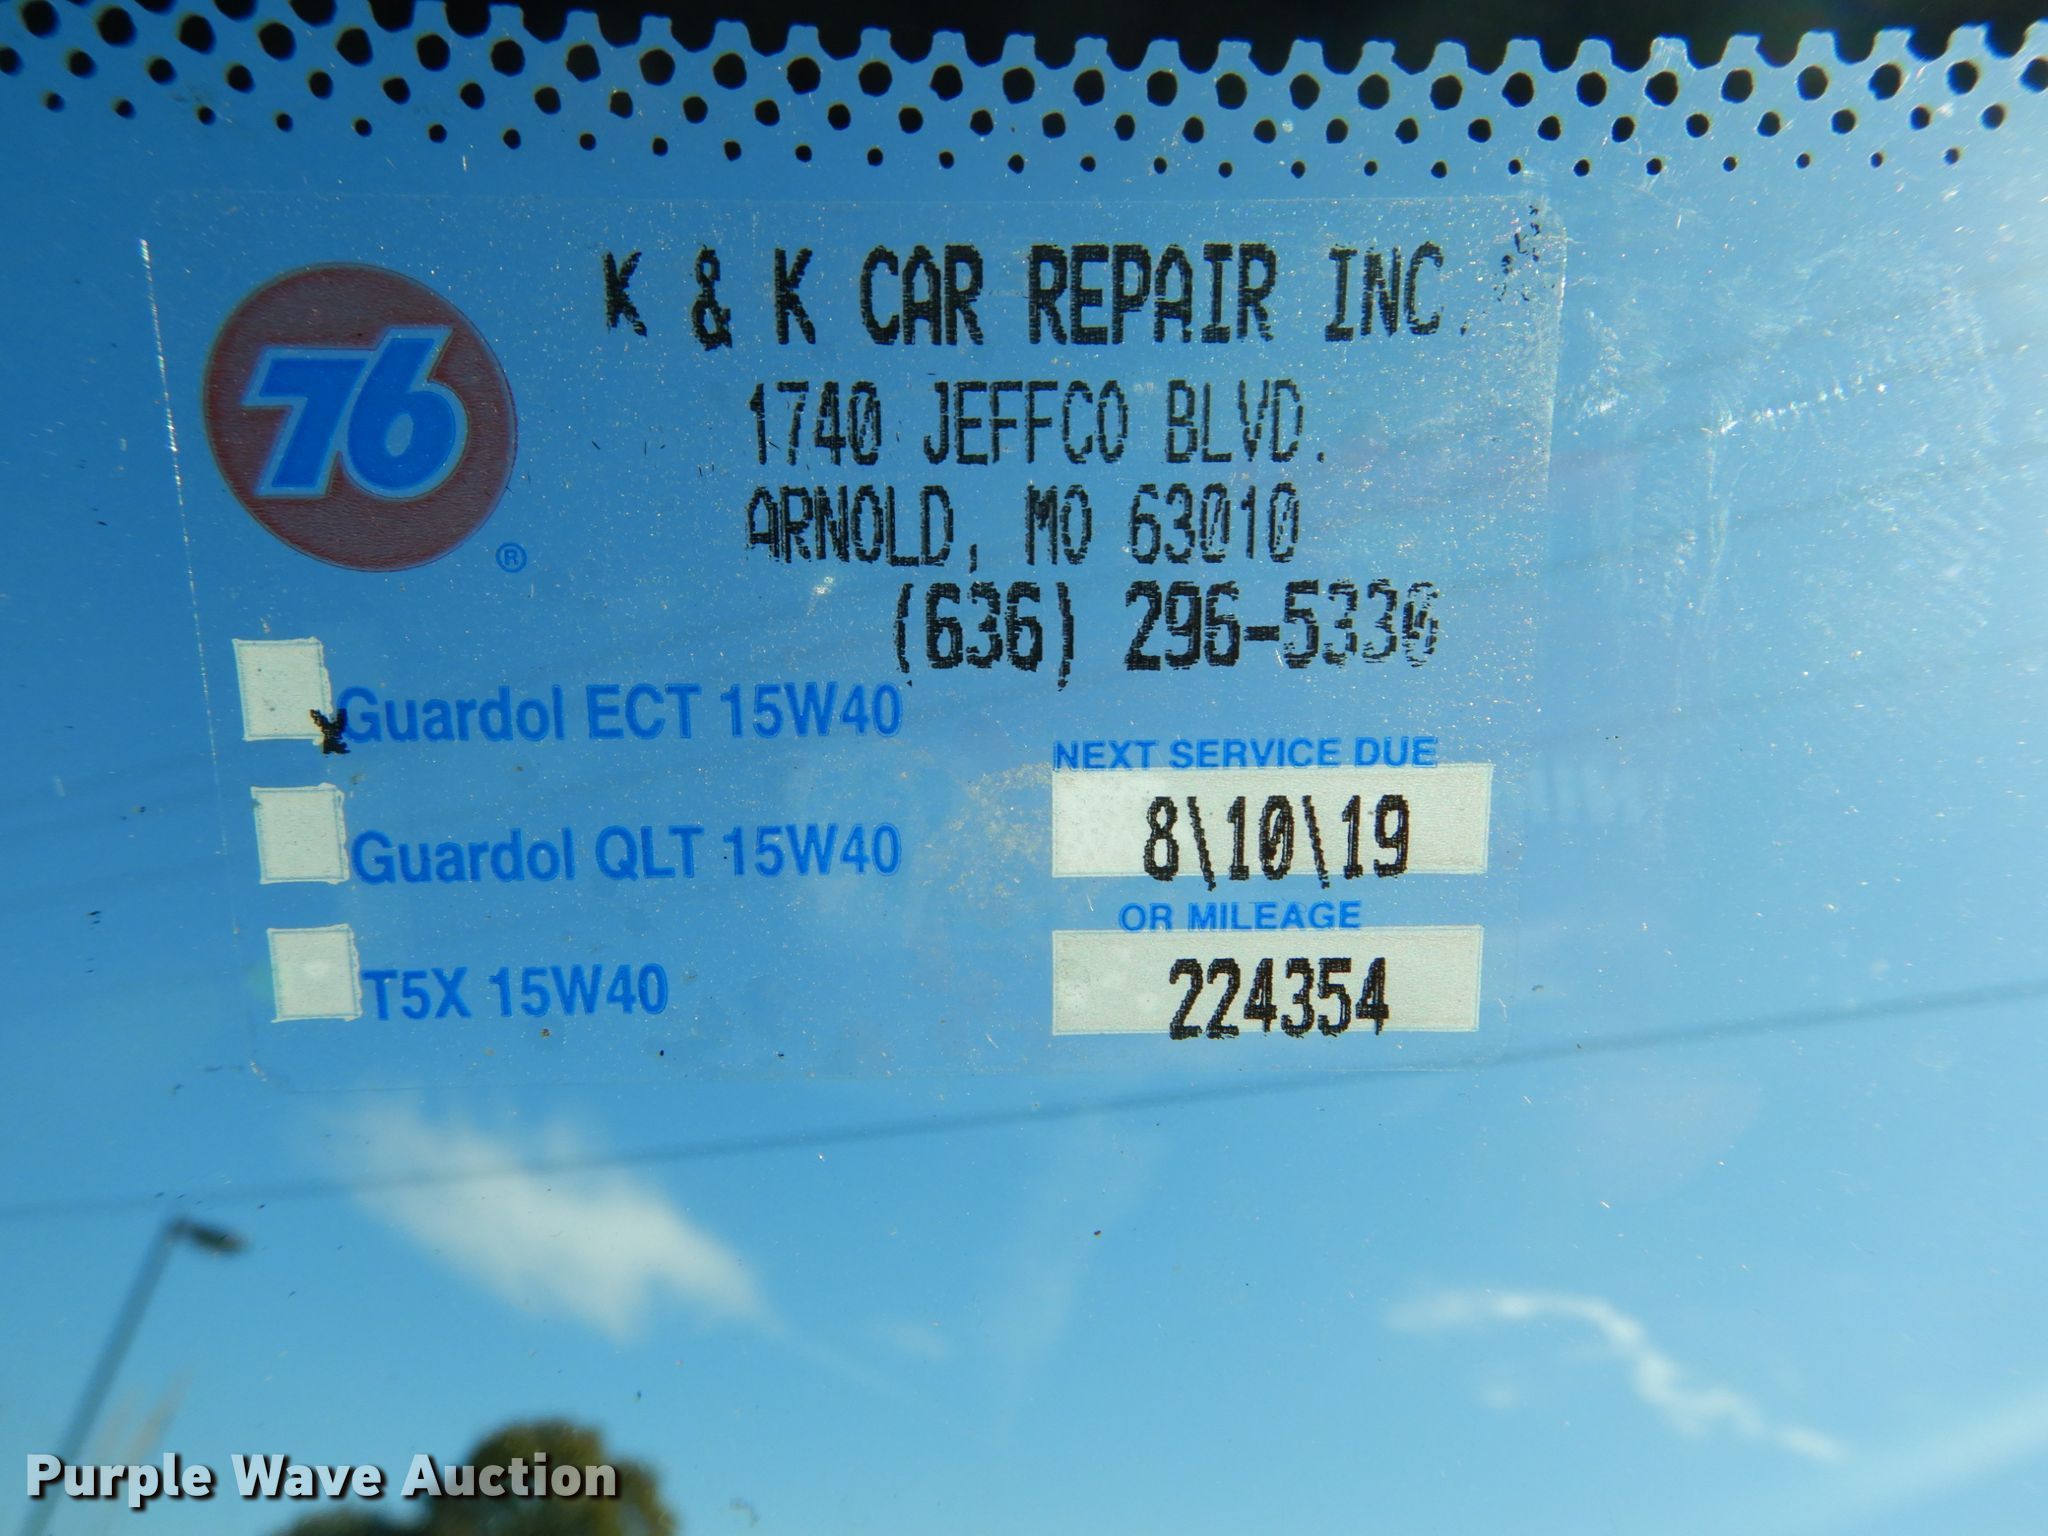 K & K CAR REPAIR INC.
76
®
1740 JEFFCO BLVD.
ARNOLD, MO 63010
(636) 296-5330
x Guardol ECT 15W40
Guardol QLT 15W40
T5X 15W40
NEXT SERVICE DUE
8\10\19
OR MILEAGE
224354
Purple Wave Auction